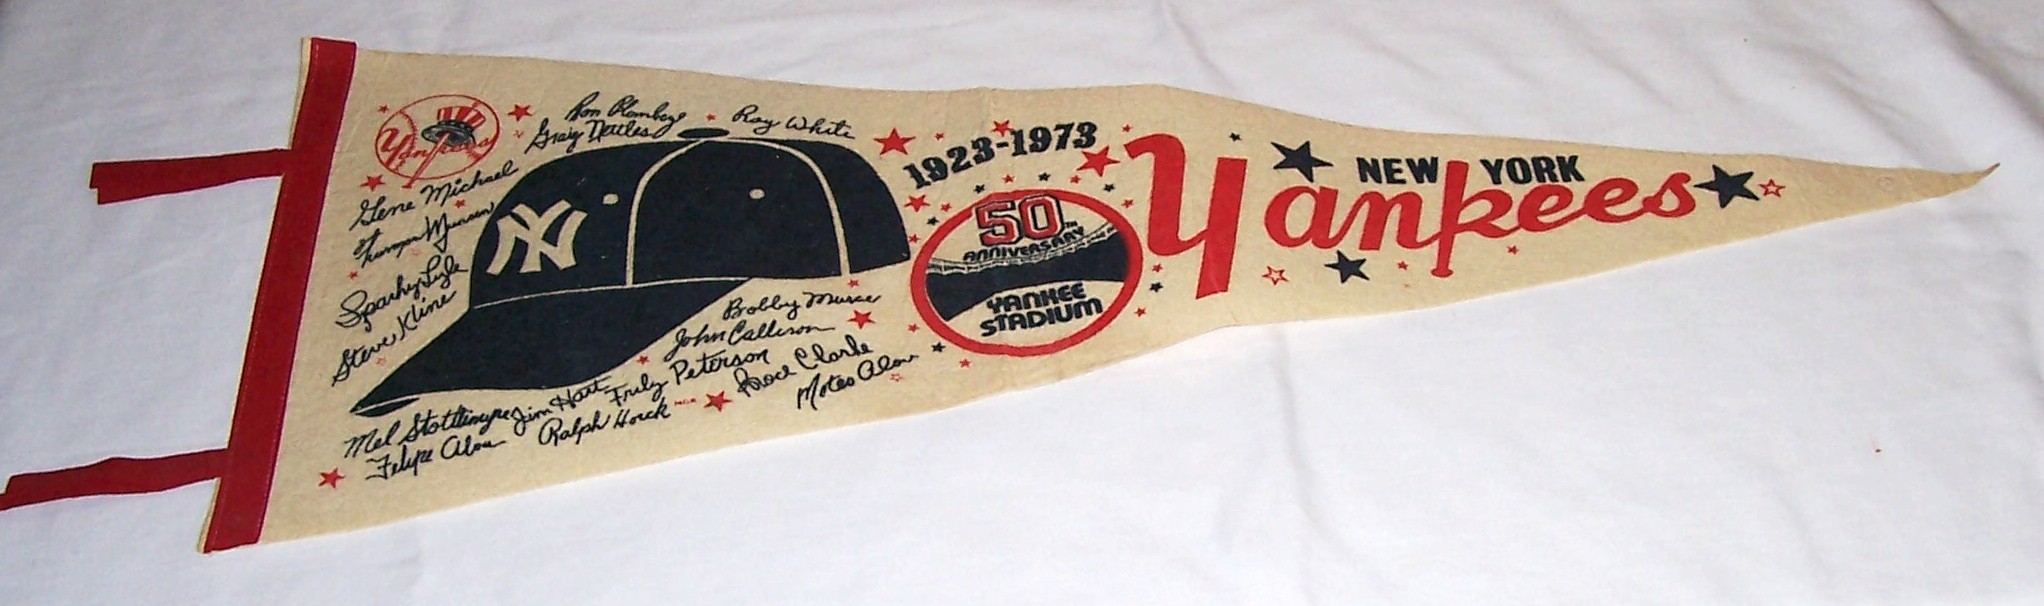 Yankees
Ron Blomberg
Graig Nettles
Roy White
Gene Michael
Thurman Munson
Sparky Lyle
Steve Kline
NY
Mel Stottlemyre
Felipe Alou
Jim Hart
Ralph Houk
Fritz Peterson
Bobby Murcer
John Callison
Horace Clarke
Mateo Alou
1923-1973
50TH
ANNIVERSARY
YANKEE
STADIUM
NEW YORK
Yankees